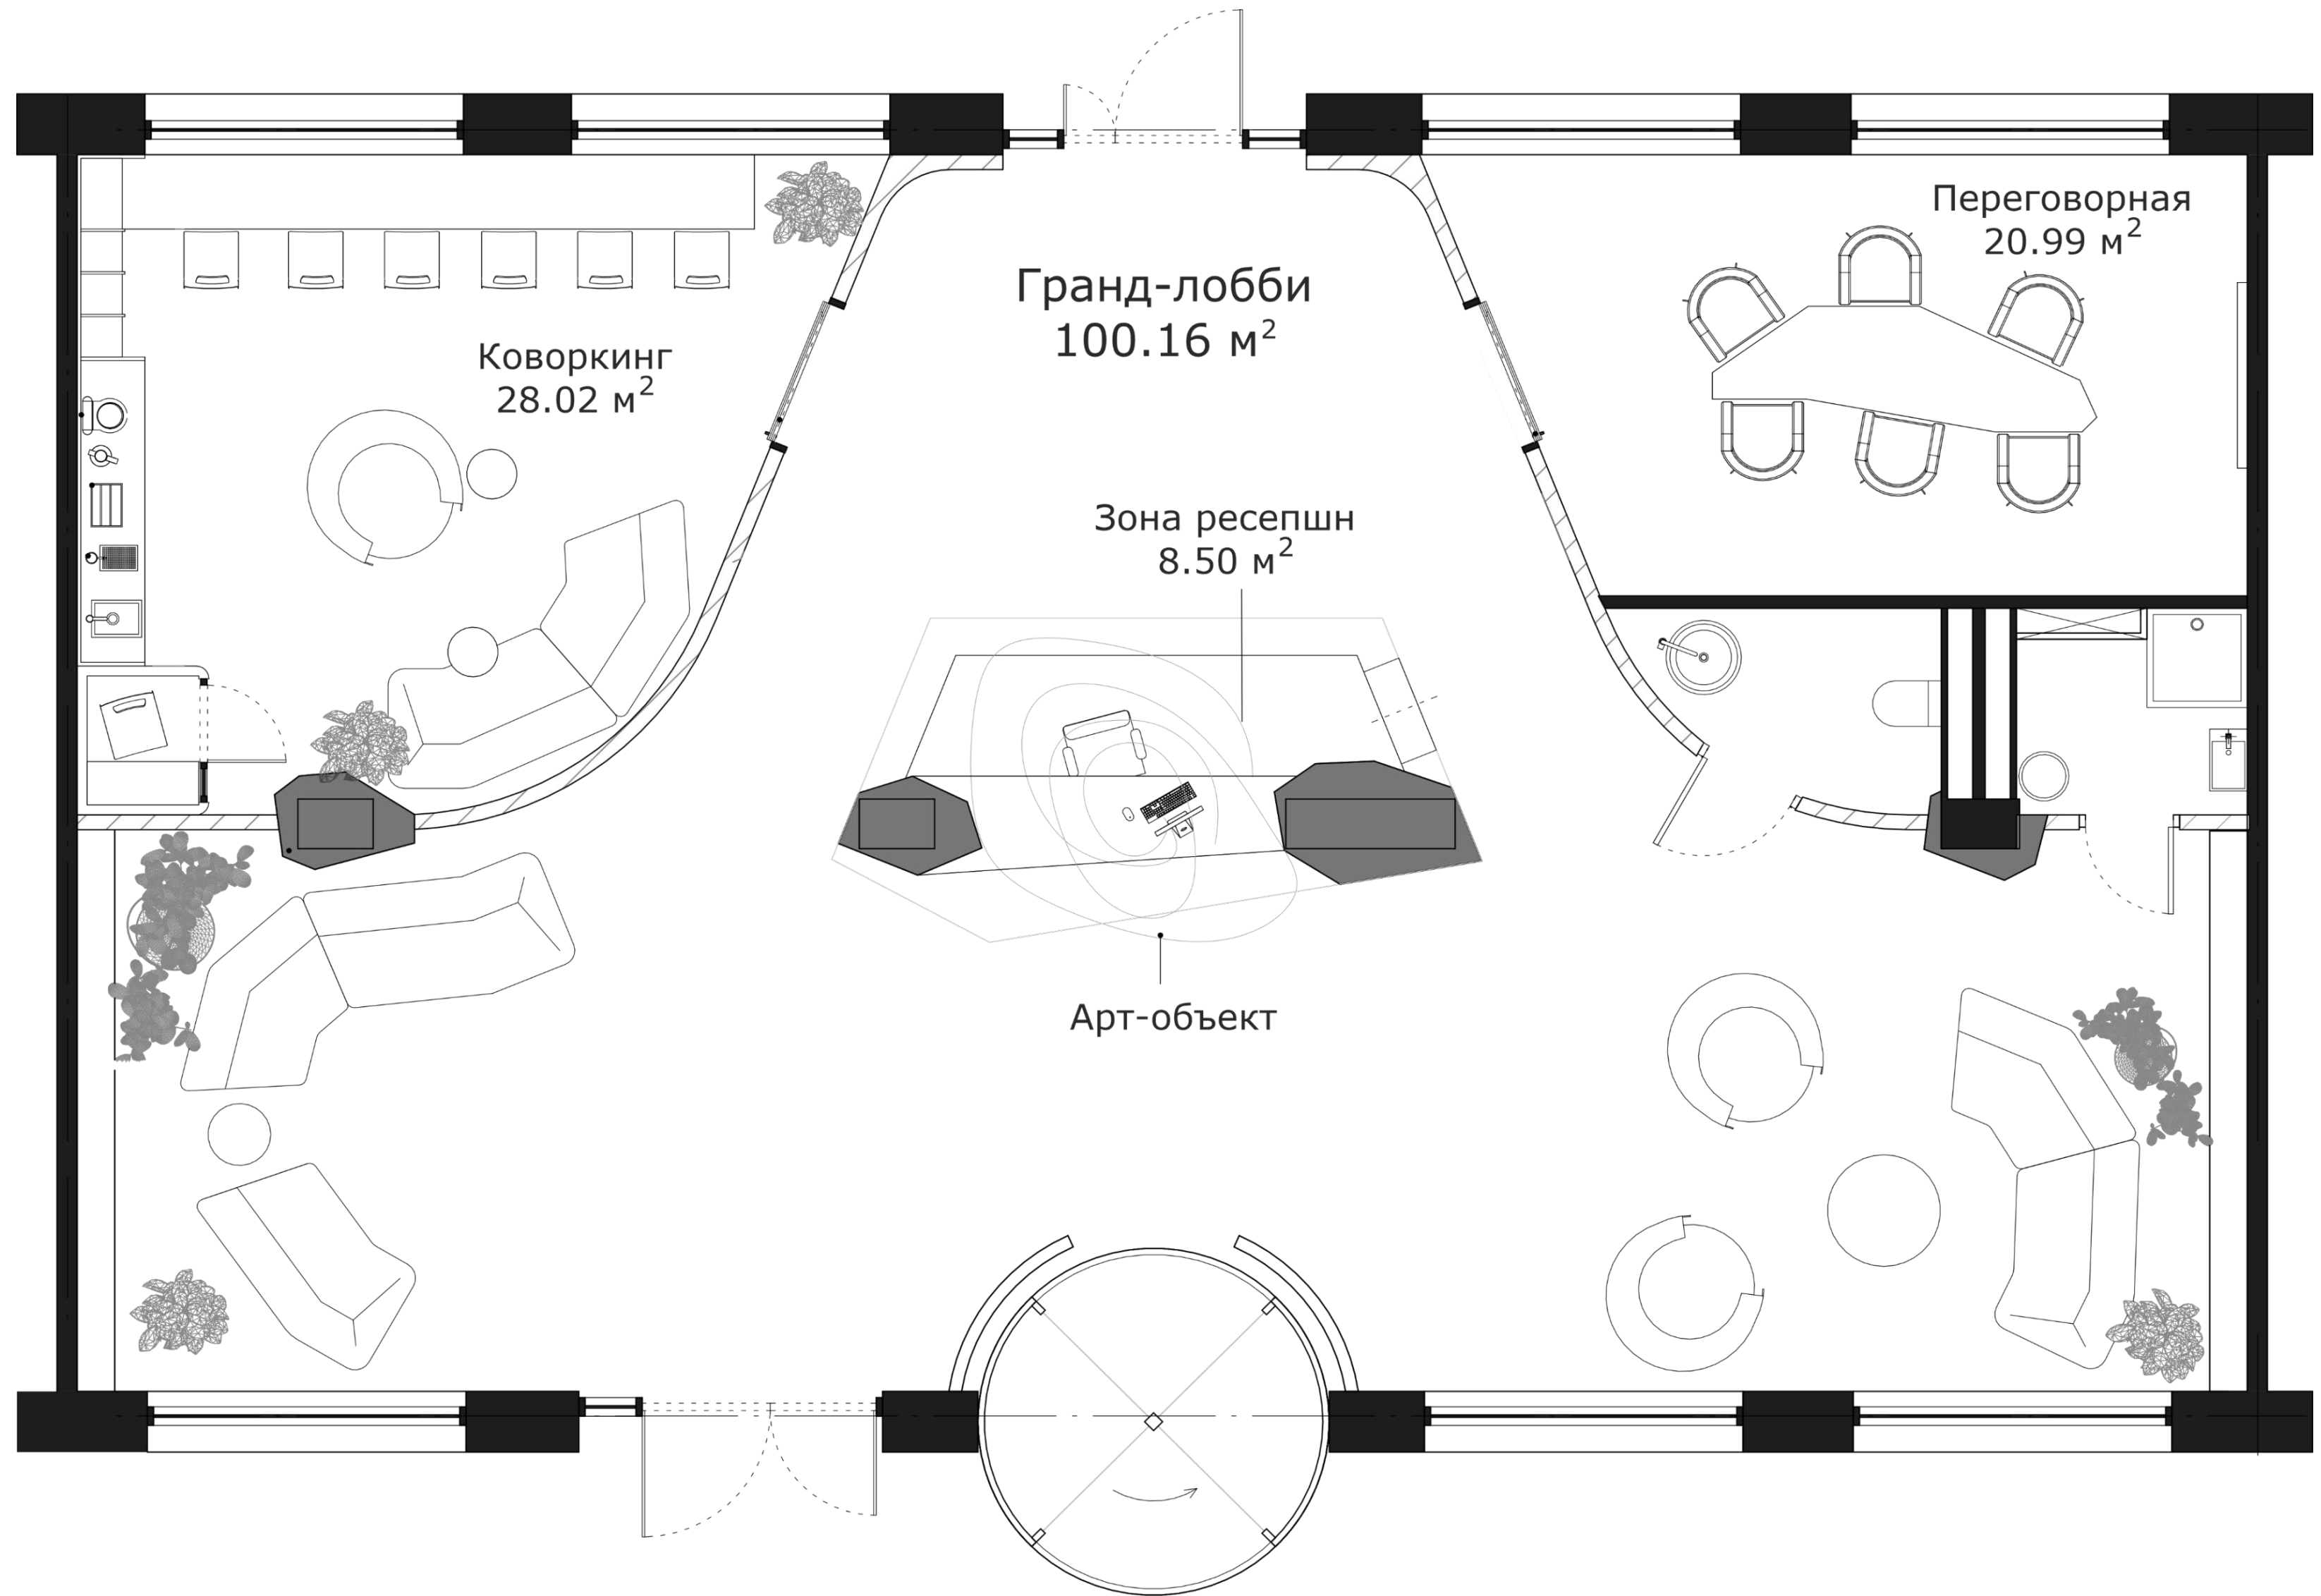 Переговорная
20.99 м²
Гранд-лобби
100.16 м²
Коворкинг
28.02 м²
Зона ресепшн
8.50 м²
Арт-объект